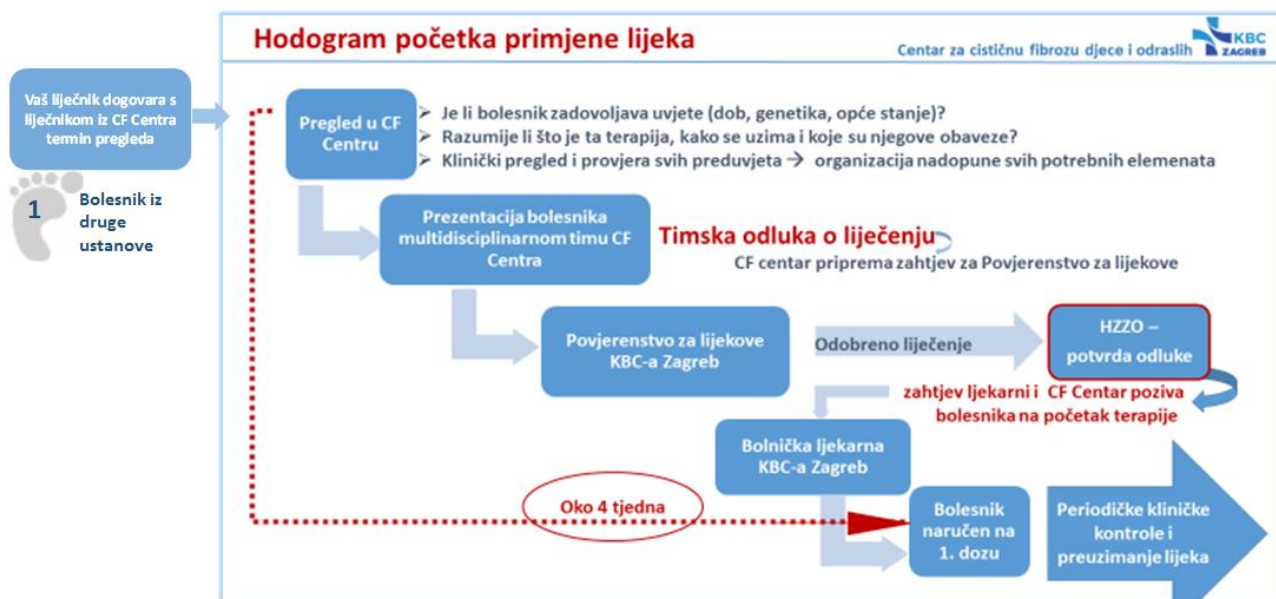 Hodogram početka primjene lijeka
Centar za cističnu fibrozu djece i odraslih
KBC
ZAGREB
Vaš liječnik dogovara s
liječnikom iz CF Centra
termin pregleda
1
Bolesnik iz
druge
ustanove
Pregled u CF
Centru
Je li bolesnik zadovoljava uvjete (dob, genetika, opće stanje)?
Razumije li što je ta terapija, kako se uzima i koje su njegove obaveze?
Klinički pregled i provjera svih preduvjeta → organizacija nadopune svih potrebnih elemenata
Prezentacija bolesnika
multidisciplinarnom timu CF
Centra
Timska odluka o liječenju
CF centar priprema zahtjev za Povjerenstvo za lijekove
Povjerenstvo za lijekove
KBC-a Zagreb
Odobreno liječenje
HZZO –
potvrda odluke
zahtjev ljekarni i CF Centar poziva
bolesnika na početak terapije
Bolnička ljekarna
KBC-a Zagreb
Oko 4 tjedna
Bolesnik
naručen na
1. dozu
Periodičke kliničke
kontrole i
preuzimanje lijeka